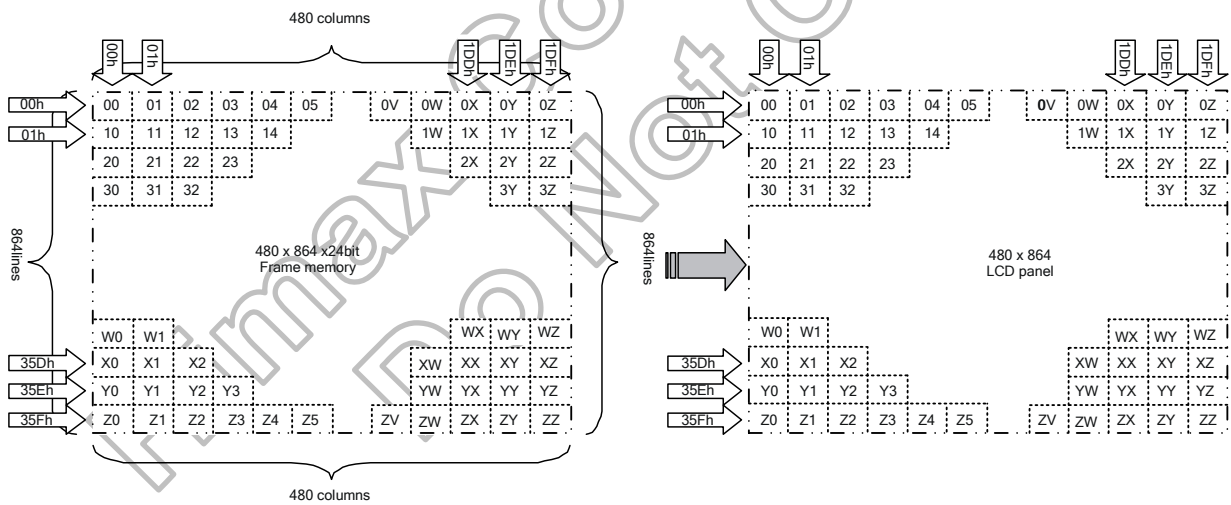 480 columns
00h 01h 1DDh 1DEh 1DFh 00h 01h 1DDh 1DEh 1DFh
00h 00 01 02 03 04 05 0V 0W 0X 0Y 0Z 00h 00 01 02 03 04 05 0V 0W 0X 0Y 0Z
01h 10 11 12 13 14 1W 1X 1Y 1Z 01h 10 11 12 13 14 1W 1X 1Y 1Z
20 21 22 23 2X 2Y 2Z 20 21 22 23 2X 2Y 2Z
30 31 32 3Y 3Z 30 31 32 3Y 3Z
864lines 480 x 864 x24bit 864lines 480 x 864
Frame memory LCD panel
W0 W1 WX WY WZ W0 W1 WX WY WZ
35Dh X0 X1 X2 XW XX XY XZ 35Dh X0 X1 X2 XW XX XY XZ
35Eh Y0 Y1 Y2 Y3 YW YX YY YZ 35Eh Y0 Y1 Y2 Y3 YW YX YY YZ
35Fh Z0 Z1 Z2 Z3 Z4 Z5 ZV ZW ZX ZY ZZ 35Fh Z0 Z1 Z2 Z3 Z4 Z5 ZV ZW ZX ZY ZZ
480 columns
Himax Co
Do Not